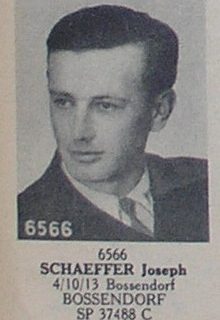 6566
6566
SCHAEFFER Joseph
4/10/13 Bossendorf
BOSSENDORF
SP 37488 C